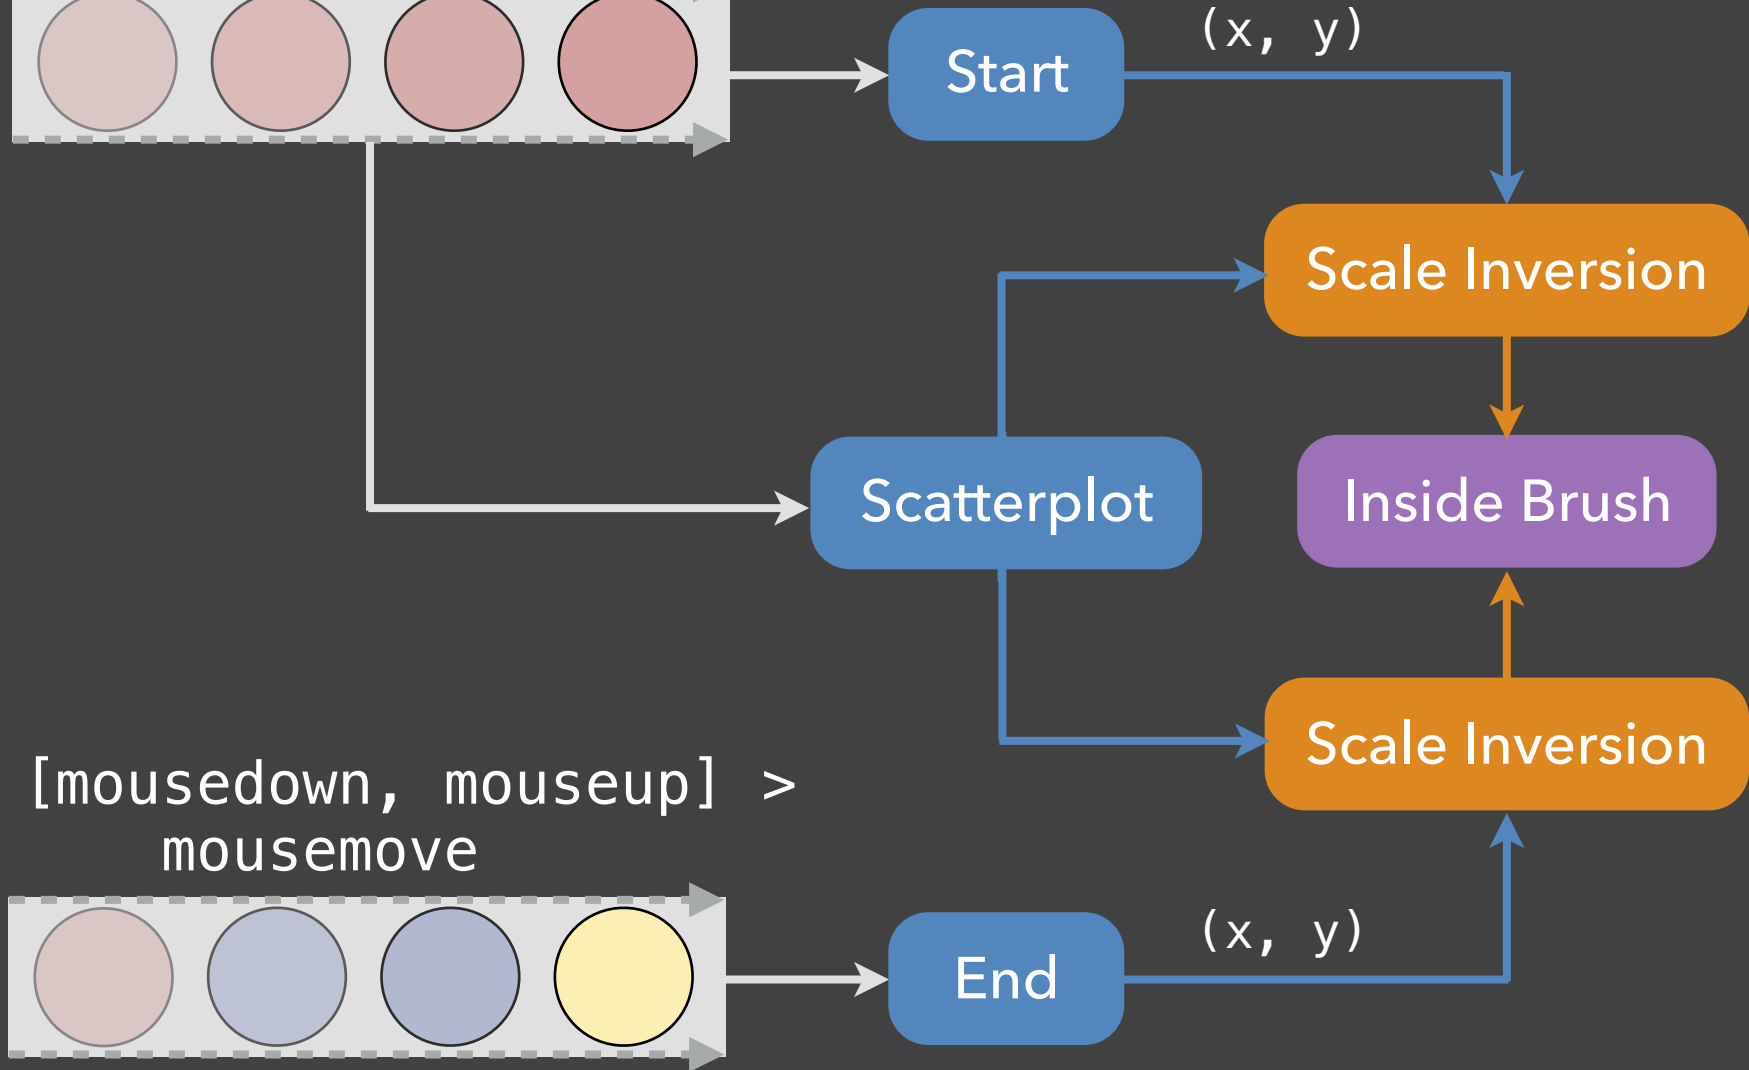 (x, y)
Start
Scale Inversion
Scatterplot
Inside Brush
Scale Inversion
[mousedown, mouseup] >
mousemove
(x, y)
End